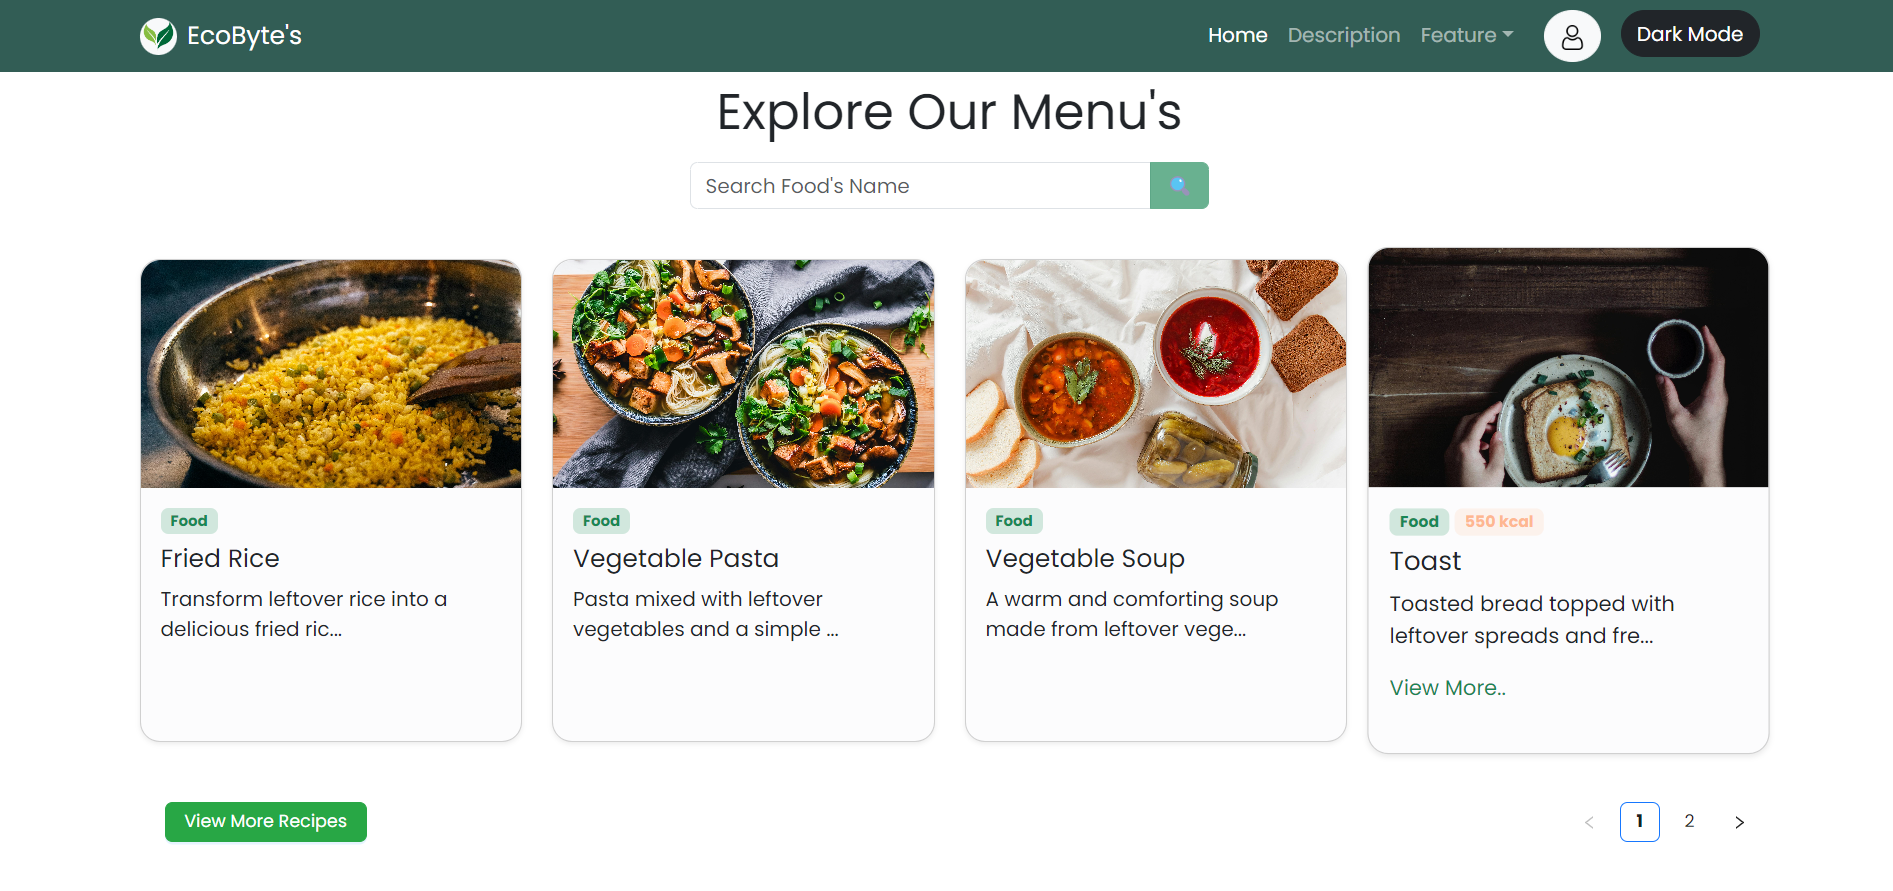 EcoByte's
Home Description Feature Dark Mode
Explore Our Menu's
Search Food's Name
Food
Fried Rice
Transform leftover rice into a
delicious fried ric...
Food
Vegetable Pasta
Pasta mixed with leftover
vegetables and a simple ...
Food
Vegetable Soup
A warm and comforting soup
made from leftover vege...
Food 550 kcal
Toast
Toasted bread topped with
leftover spreads and fre...
View More..
View More Recipes
< 1 2 >